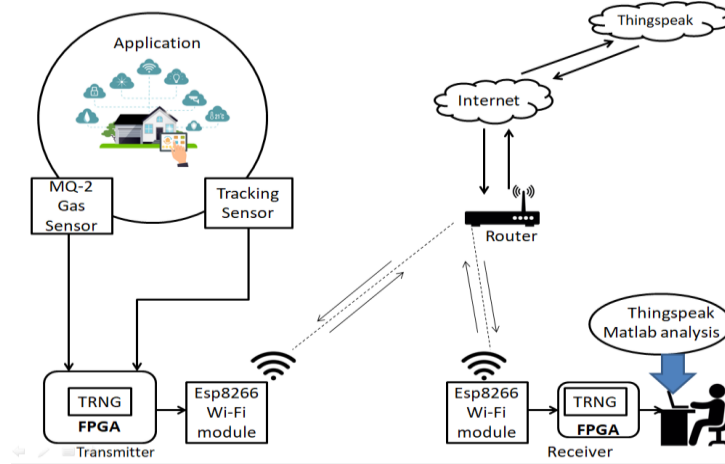 Application
Thingspeak
Internet
MQ-2
Gas
Sensor
Tracking
Sensor
Router
Thingspeak
Matlab analysis
TRNG
FPGA
Transmitter
Esp8266
Wi-Fi
module
Esp8266
Wi-Fi
module
TRNG
FPGA
Receiver